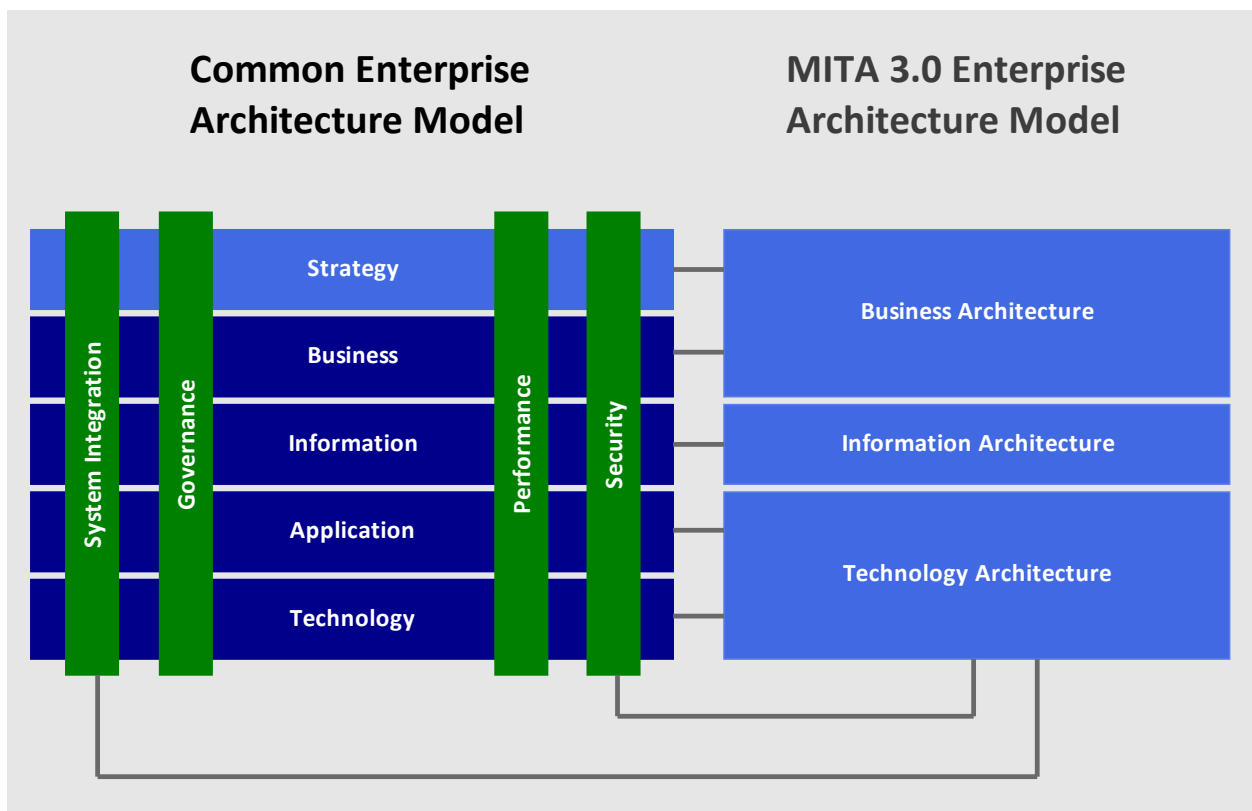 Common Enterprise
Architecture Model
MITA 3.0 Enterprise
Architecture Model
System Integration
Governance
Performance
Security
Strategy
Business
Information
Application
Technology
Business Architecture
Information Architecture
Technology Architecture